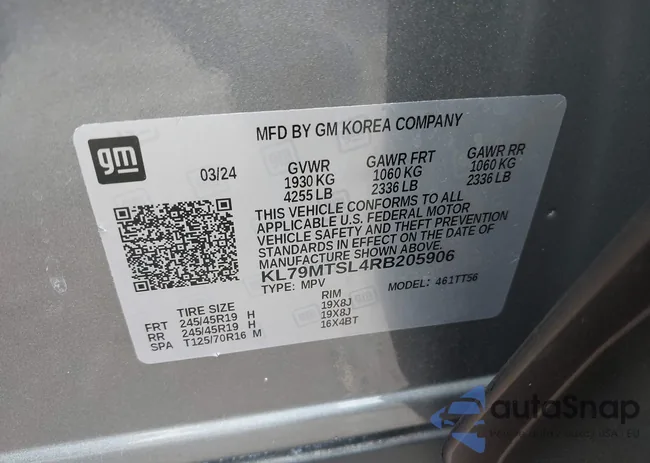 MFD BY GM KOREA COMPANY
gm
03/24 GVWR GAWR FRT GAWR RR
1930 KG 1060 KG 1060 KG
4255 LB 2336 LB 2336 LB
THIS VEHICLE CONFORMS TO ALL
APPLICABLE U.S. FEDERAL MOTOR
VEHICLE SAFETY AND THEFT PREVENTION
STANDARDS IN EFFECT ON THE DATE OF
MANUFACTURE SHOWN ABOVE.
KL79MTSL4RB205906
TYPE: MPV MODEL: 461TT56
TIRE SIZE RIM
FRT 245/45R19 H 19X8J
RR 245/45R19 H 19X8J
SPA T125/70R16 M 16X4BT
autoSnap